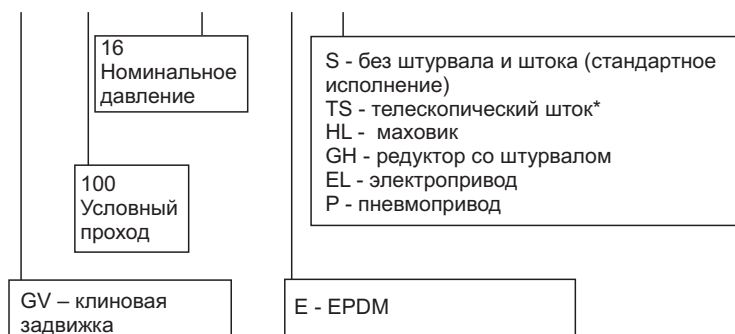 16
Номинальное
давление
S - без штурвала и штока (стандартное
исполнение)
TS - телескопический шток*
HL - маховик
GH - редуктор со штурвалом
EL - электропривод
P - пневмопривод
100
Условный
проход
GV – клиновая
задвижка
E - EPDM